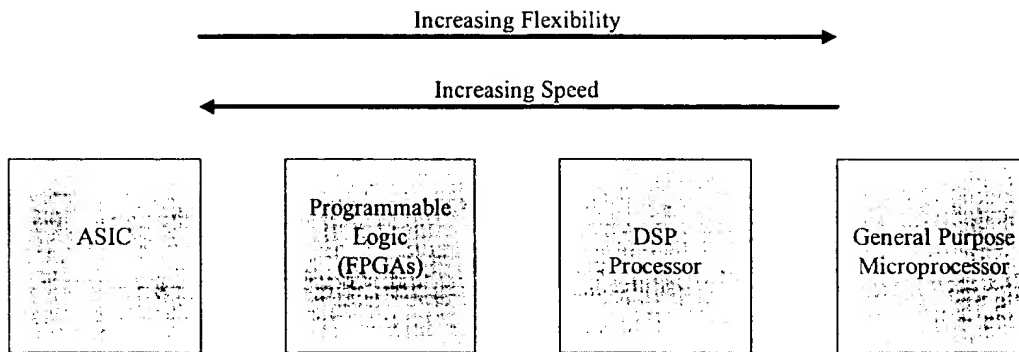 Increasing Flexibility
Increasing Speed
ASIC
Programmable
Logic
(FPGAs)
DSP
Processor
General Purpose
Microprocessor